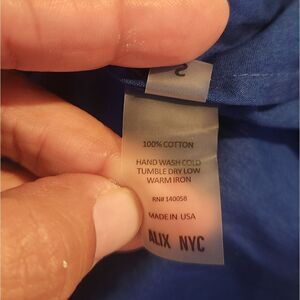 S
100% COTTON
HAND WASH COLD
TUMBLE DRY LOW
WARM IRON
RN# 140058
MADE IN USA
ALIX NYC